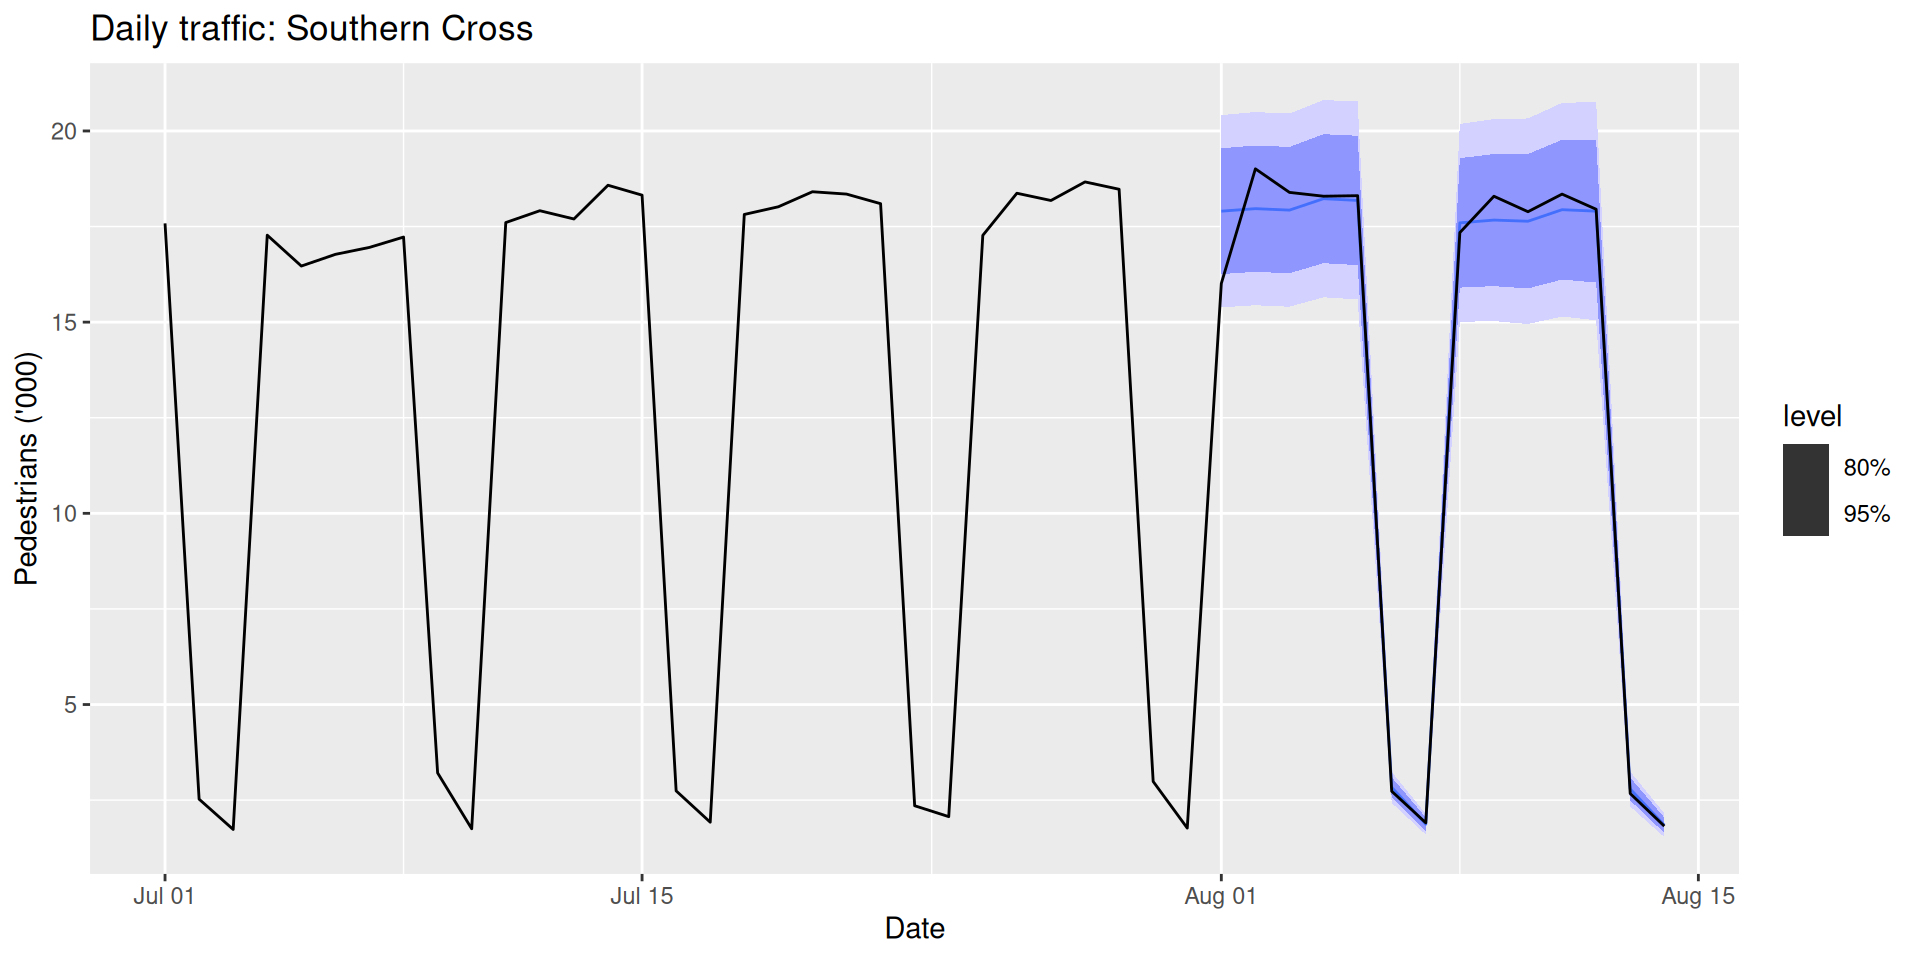 Daily traffic: Southern Cross
20
15
10
5
Pedestrians ('000)
Jul 01
Jul 15
Aug 01
Aug 15
Date
level
80%
95%